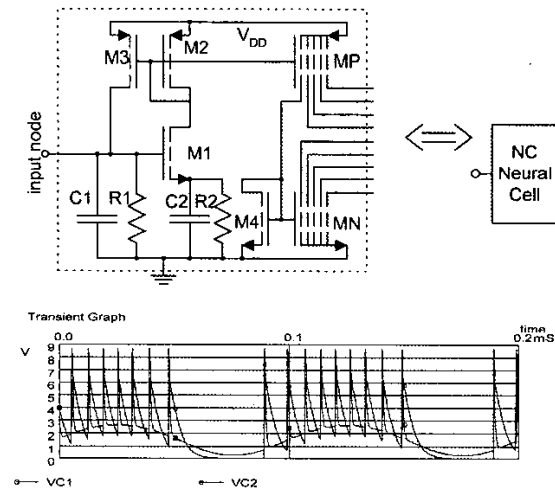 M3
M2
V_DD
MP
input node
M1
C1
R1
C2
R2
M4
MN
NC
Neural
Cell
Transient Graph
time
0.0
0.1
0.2mS
V
9
8
7
6
5
4
3
2
1
0
VC1
VC2